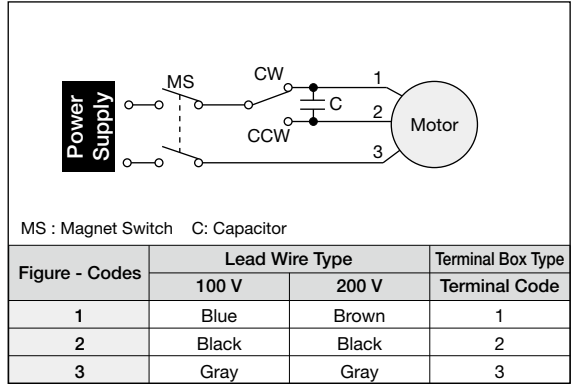 Power
Supply
MS
CW
CCW
C
1
2
3
Motor
MS : Magnet Switch C: Capacitor
Figure - Codes Lead Wire Type Terminal Box Type
100 V 200 V Terminal Code
1 Blue Brown 1
2 Black Black 2
3 Gray Gray 3